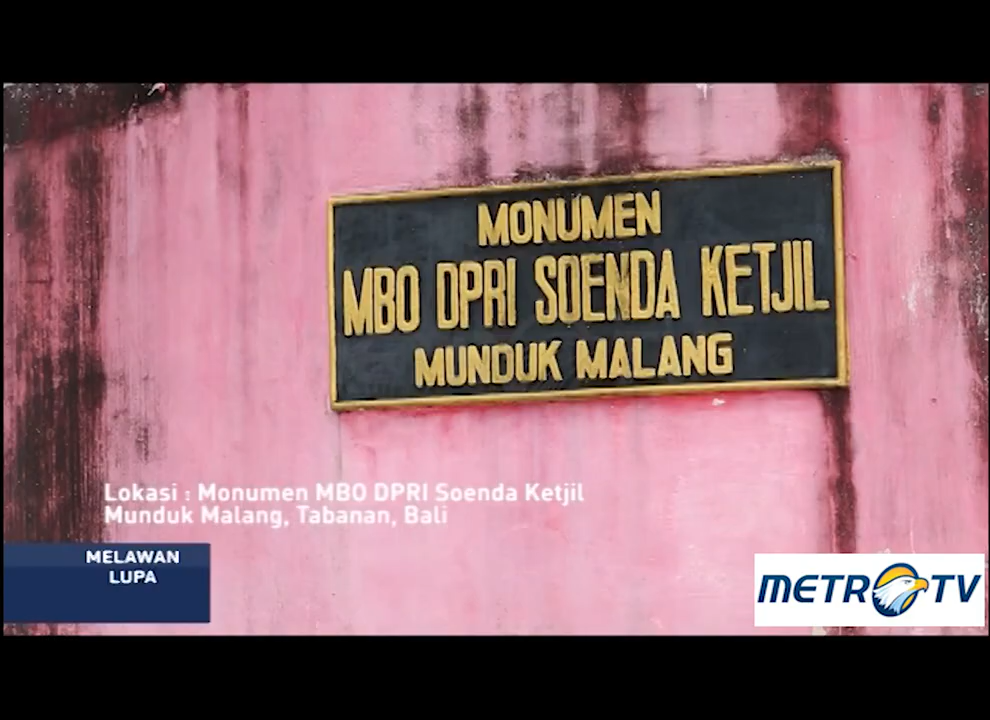 MONUMEN
MBO DPRI SOENDA KETJIL
MUNDUK MALANG
Lokasi : Monumen MBO DPRI Soenda Ketjil
Munduk Malang, Tabanan, Bali
MELAWAN
LUPA
METRO TV